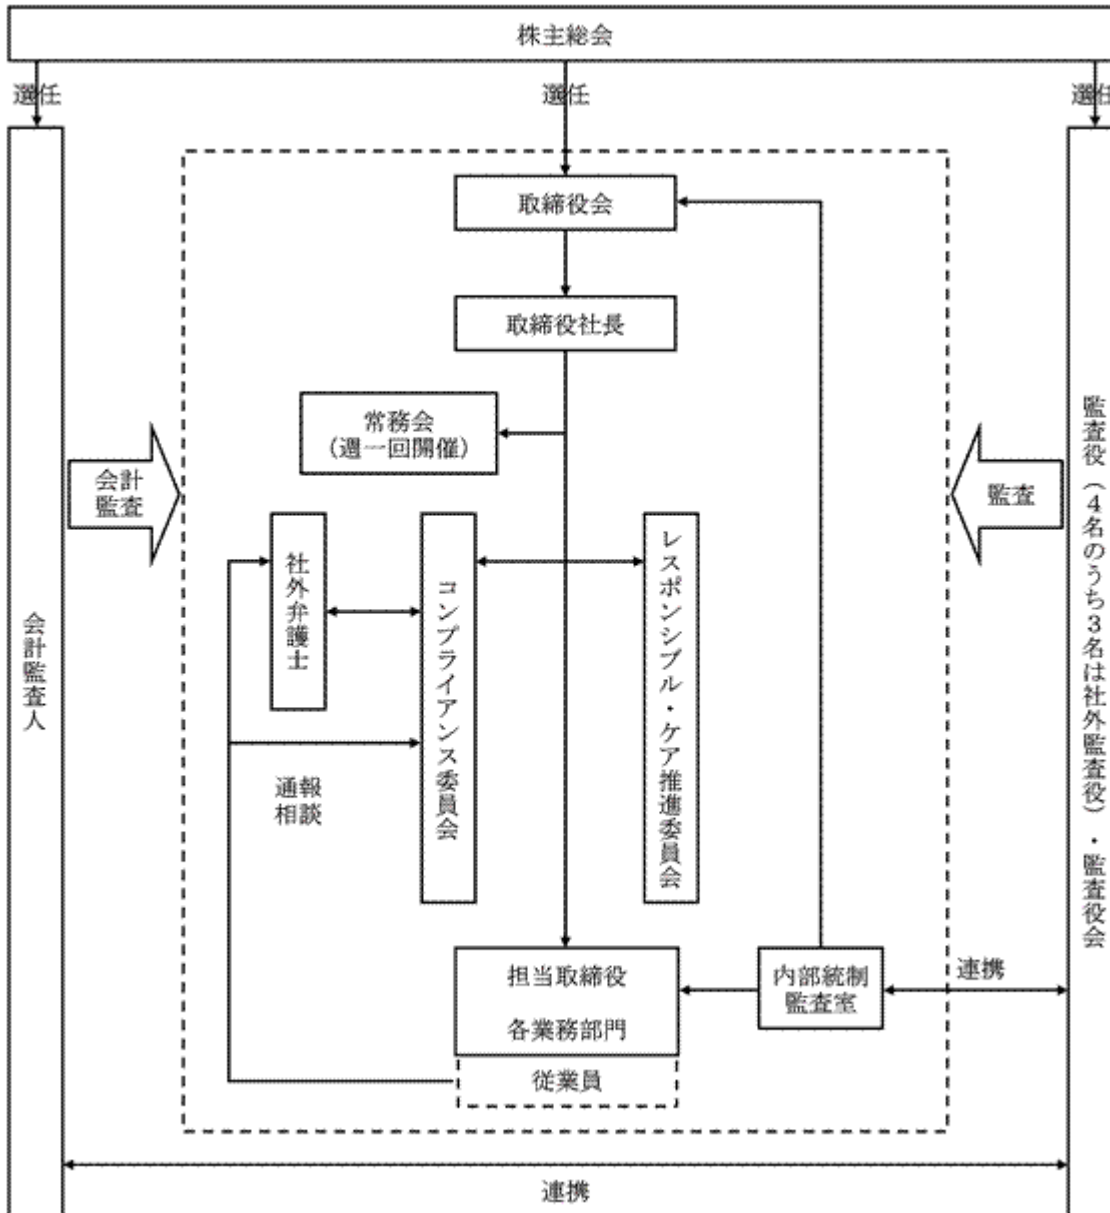 株主総会
選任
選任
選任
取締役会
取締役社長
常務会
(週一回開催)
会計
監査
監査
社外弁護士
コンプライアンス委員会
レスポンシブル・ケア推進委員会
会計監査人
監査役(4名のうち3名は社外監査役)・監査役会
通報
相談
担当取締役
各業務部門
内部統制
監査室
連携
従業員
連携